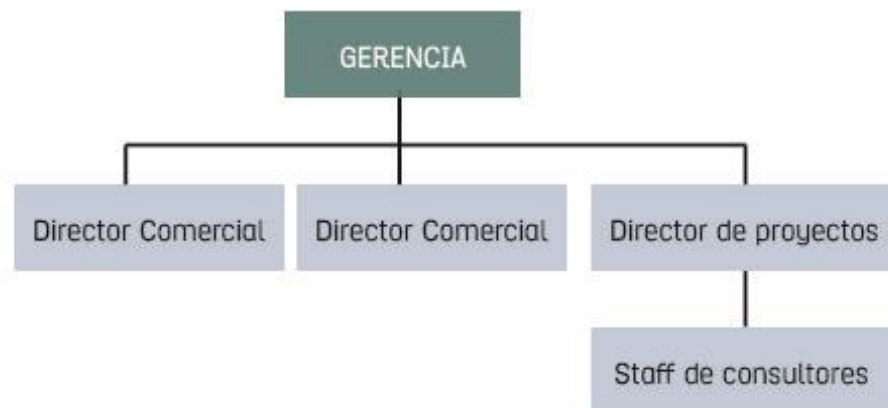 GERENCIA
Director Comercial
Director Comercial
Director de proyectos
Staff de consultores